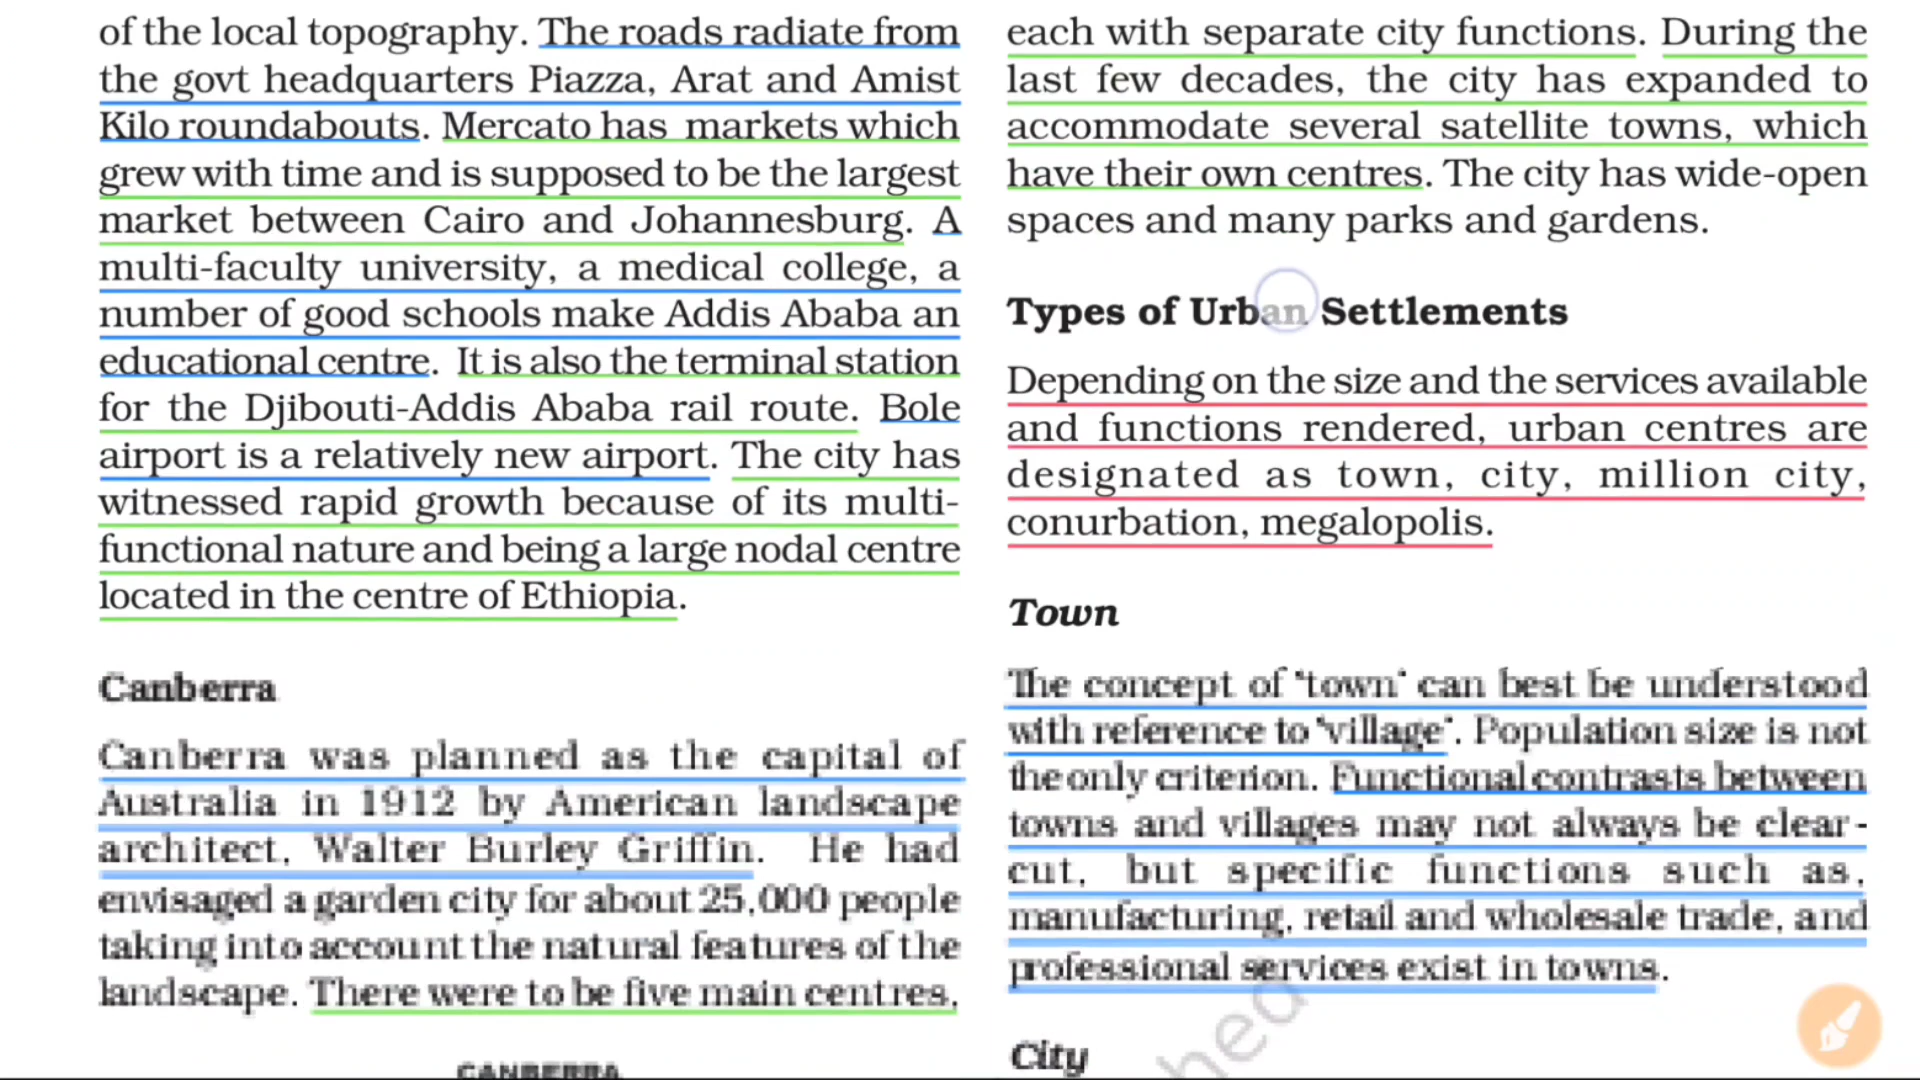 of the local topography. The roads radiate from
the govt headquarters Piazza, Arat and Amist
Kilo roundabouts. Mercato has markets which
grew with time and is supposed to be the largest
market between Cairo and Johannesburg. A
multi-faculty university, a medical college, a
number of good schools make Addis Ababa an
educational centre. It is also the terminal station
for the Djibouti-Addis Ababa rail route. Bole
airport is a relatively new airport. The city has
witnessed rapid growth because of its multi-
functional nature and being a large nodal centre
located in the centre of Ethiopia.
Canberra
Canberra was planned as the capital of
Australia in 1912 by American landscape
architect, Walter Burley Griffin. He had
envisaged a garden city for about 25,000 people
taking into account the natural features of the
landscape. There were to be five main centres,
CANBERRA
each with separate city functions. During the
last few decades, the city has expanded to
accommodate several satellite towns, which
have their own centres. The city has wide-open
spaces and many parks and gardens.
Types of Urban Settlements
Depending on the size and the services available
and functions rendered, urban centres are
designated as town, city, million city,
conurbation, megalopolis.
Town
The concept of ‘town’ can best be understood
with reference to ‘village’. Population size is not
the only criterion. Functional contrasts between
towns and villages may not always be clear-
cut, but specific functions such as,
manufacturing, retail and wholesale trade, and
professional services exist in towns.
City